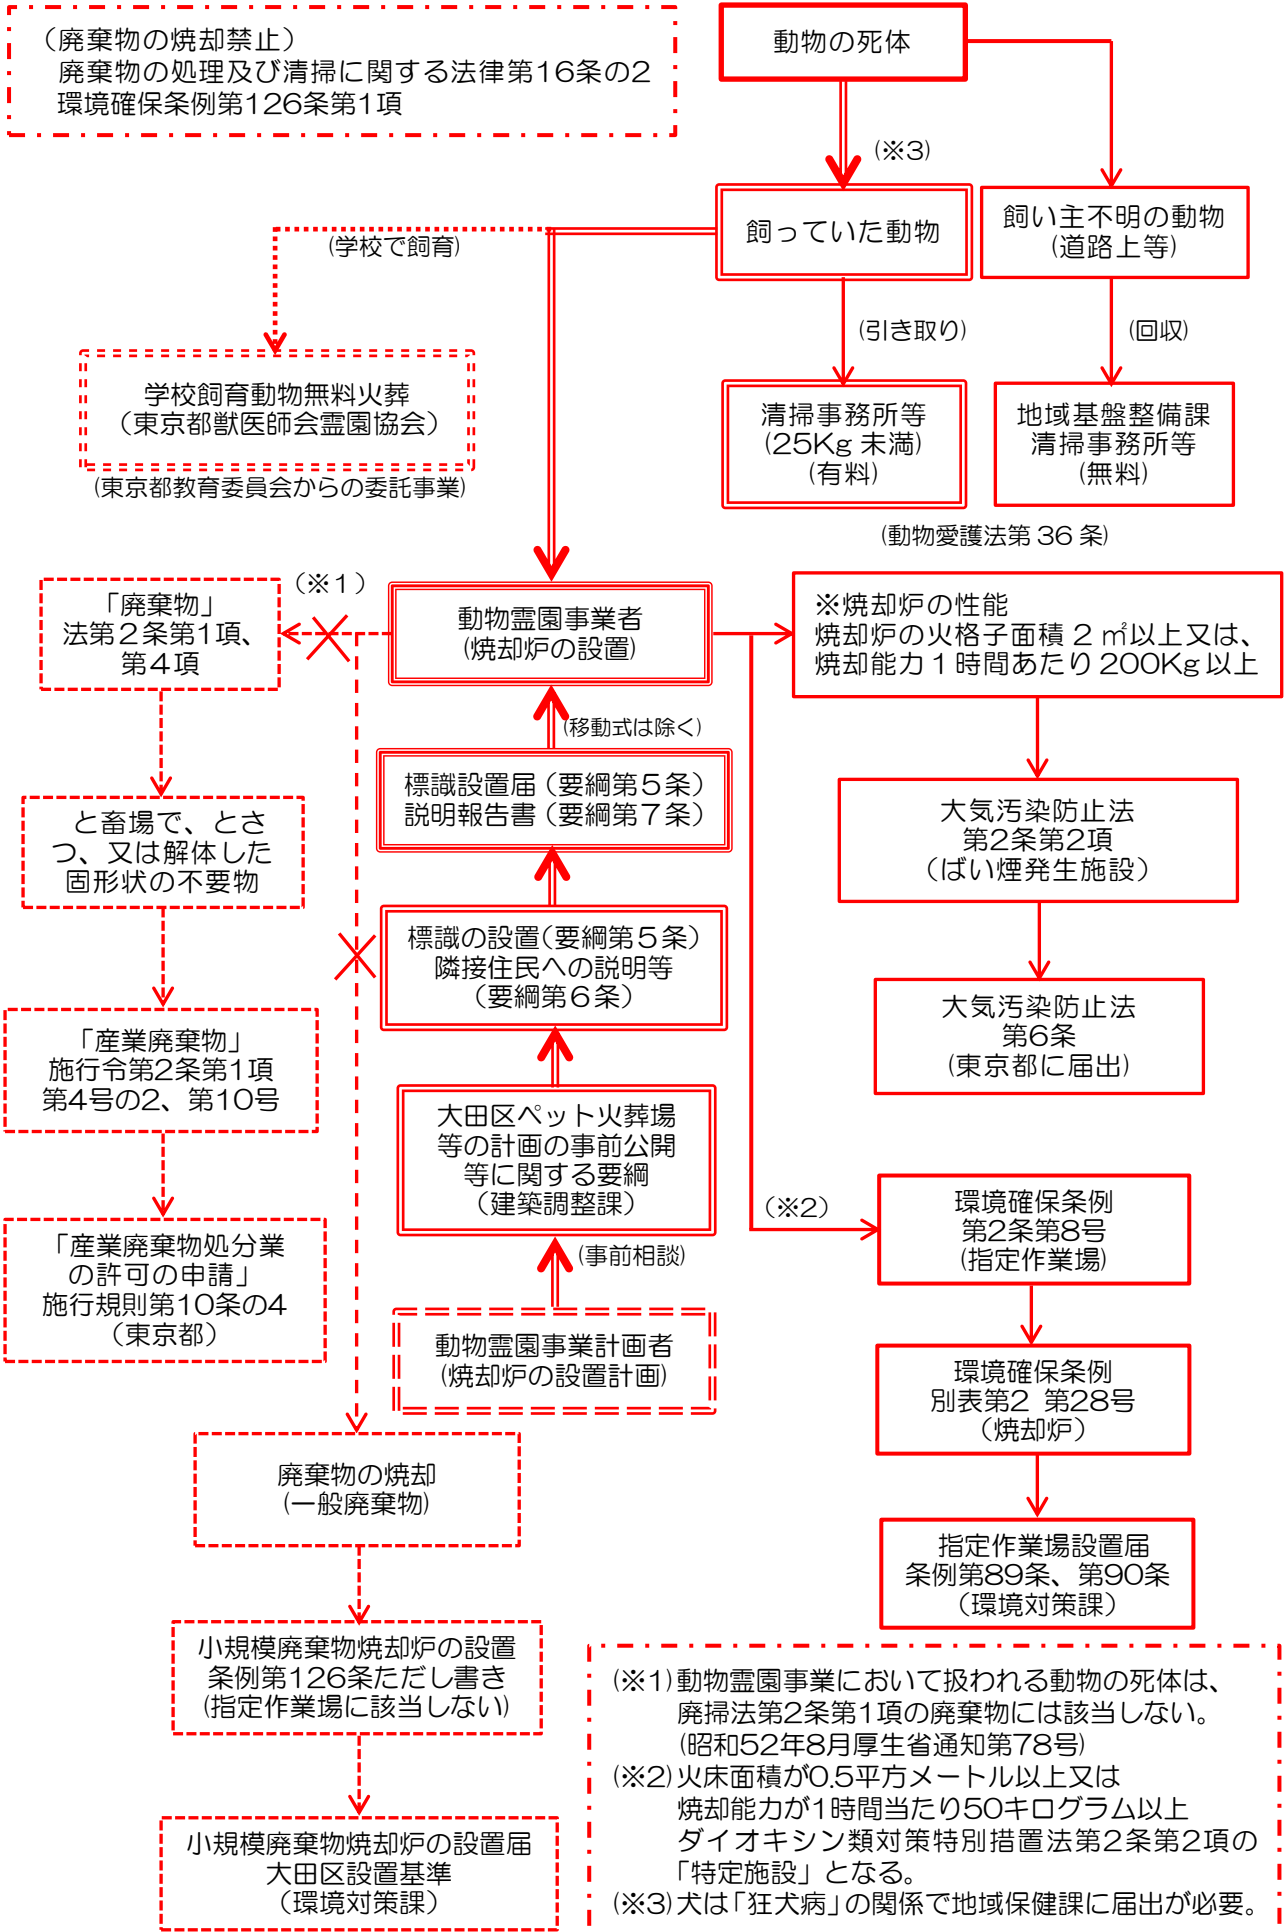 （廃棄物の焼却禁止）
廃棄物の処理及び清掃に関する法律第16条の2
環境確保条例第126条第1項
動物の死体
(※3)
飼っていた動物
飼い主不明の動物
(道路上等)
(学校で飼育)
(引き取り)
(回収)
学校飼育動物無料火葬
（東京都獣医師会霊園協会）
(東京都教育委員会からの委託事業)
清掃事務所等
(25Kg 未満)
(有料)
地域基盤整備課
清掃事務所等
(無料)
(動物愛護法第 36 条)
「廃棄物」
法第２条第1項、
第４項
（※１）
動物霊園事業者
(焼却炉の設置)
※焼却炉の性能
焼却炉の火格子面積 2 ㎡以上又は、
焼却能力１時間あたり 200Kg 以上
(移動式は除く)
標識設置届（要綱第５条）
説明報告書（要綱第７条）
と畜場で、とさ
つ、又は解体した
固形状の不要物
大気汚染防止法
第2条第2項
（ばい煙発生施設）
標識の設置(要綱第５条）
隣接住民への説明等
（要綱第６条）
「産業廃棄物」
施行令第2条第1項
第4号の2、第10号
大気汚染防止法
第6条
(東京都に届出)
大田区ペット火葬場
等の計画の事前公開
等に関する要綱
（建築調整課）
（※2）
環境確保条例
第2条第8号
(指定作業場)
「産業廃棄物処分業
の許可の申請」
施行規則第10条の4
（東京都）
(事前相談)
動物霊園事業計画者
(焼却炉の設置計画)
環境確保条例
別表第2 第28号
（焼却炉）
廃棄物の焼却
(一般廃棄物)
指定作業場設置届
条例第89条、第90条
（環境対策課）
小規模廃棄物焼却炉の設置
条例第126条ただし書き
(指定作業場に該当しない)
小規模廃棄物焼却炉の設置届
大田区設置基準
（環境対策課）
(※1)動物霊園事業において扱われる動物の死体は、
廃掃法第2条第1項の廃棄物には該当しない。
(昭和52年8月厚生省通知第78号)
(※2)火床面積が0.5平方メートル以上又は
焼却能力が1時間当たり50キログラム以上
ダイオキシン類対策特別措置法第2条第2項の
「特定施設」となる。
(※3)犬は「狂犬病」の関係で地域保健課に届出が必要。